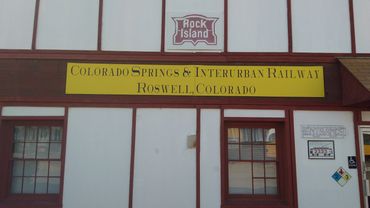 Rock
Island
Colorado Springs & Interurban Railway
Roswell, Colorado